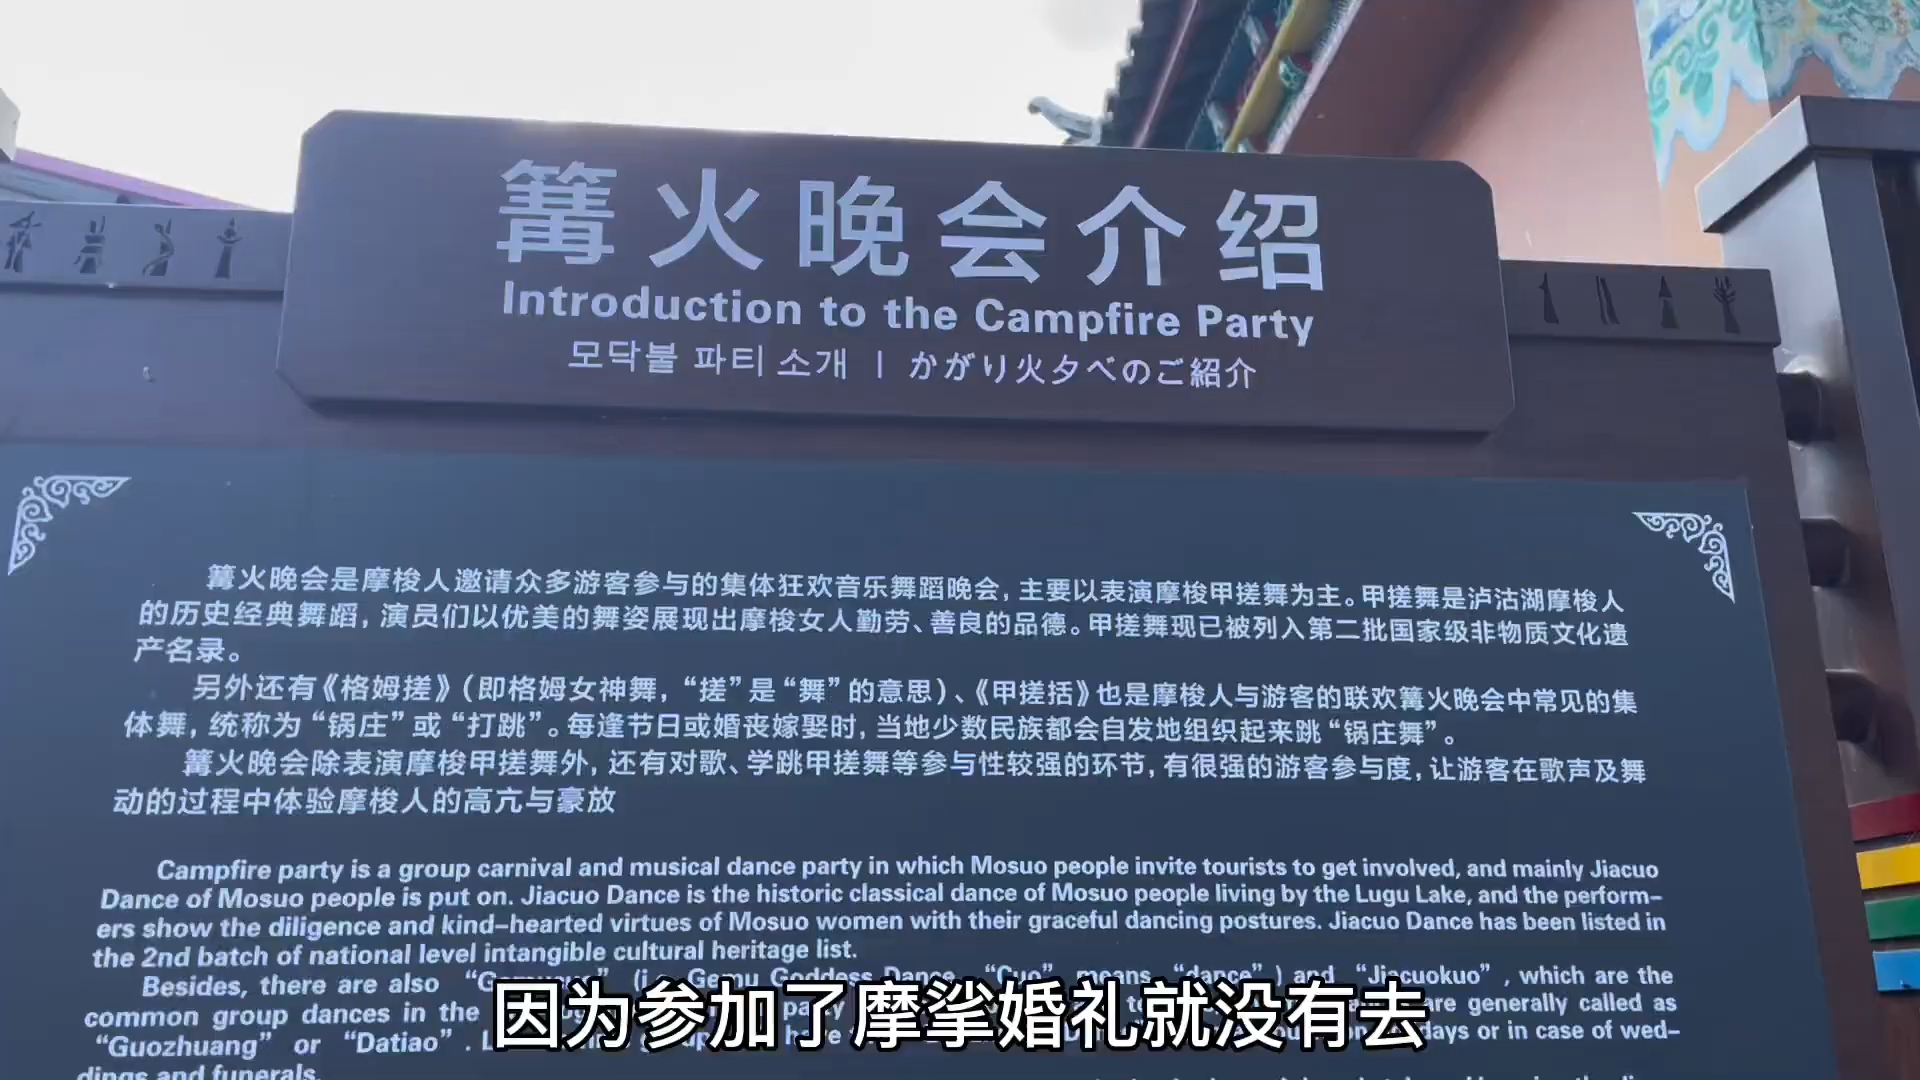 篝火晚会介绍
Introduction to the Campfire Party
모닥불 파티 소개 | かがり火夕べのご紹介
篝火晚会是摩梭人邀请众多游客参与的集体狂欢音乐舞蹈晚会，主要以表演摩梭甲搓舞为主。甲搓舞是泸沽湖摩梭人
的历史经典舞蹈，演员们以优美的舞姿展现出摩梭女人勤劳、善良的品德。甲搓舞现已被列入第二批国家级非物质文化遗
产名录。
另外还有《格姆搓》（即格姆女神舞，“搓”是“舞”的意思）、《甲搓括》也是摩梭人与游客的联欢篝火晚会中常见的集
体舞，统称为“锅庄”或“打跳”。每逢节日或婚丧嫁娶时，当地少数民族都会自发地组织起来跳“锅庄舞”。
篝火晚会除表演摩梭甲搓舞外，还有对歌、学跳甲搓舞等参与性较强的环节，有很强的游客参与度，让游客在歌声及舞
动的过程中体验摩梭人的高亢与豪放
Campfire party is a group carnival and musical dance party in which Mosuo people invite tourists to get involved, and mainly Jiacuo
Dance of Mosuo people is put on. Jiacuo Dance is the historic classical dance of Mosuo people living by the Lugu Lake, and the perform-
ers show the diligence and kind-hearted virtues of Mosuo women with their graceful dancing postures. Jiacuo Dance has been listed in
the 2nd batch of national level intangible cultural heritage list.
Besides, there are also (i.e. Gemu Goddess Dance, “Cuo” means “dance”) and “Jiacuokuo”, which are the
common group dances in the party are generally called as
“Guozhuang” or “Datiao”. days or in case of wed-
dings and funerals.
因为参加了摩挲婚礼就没有去